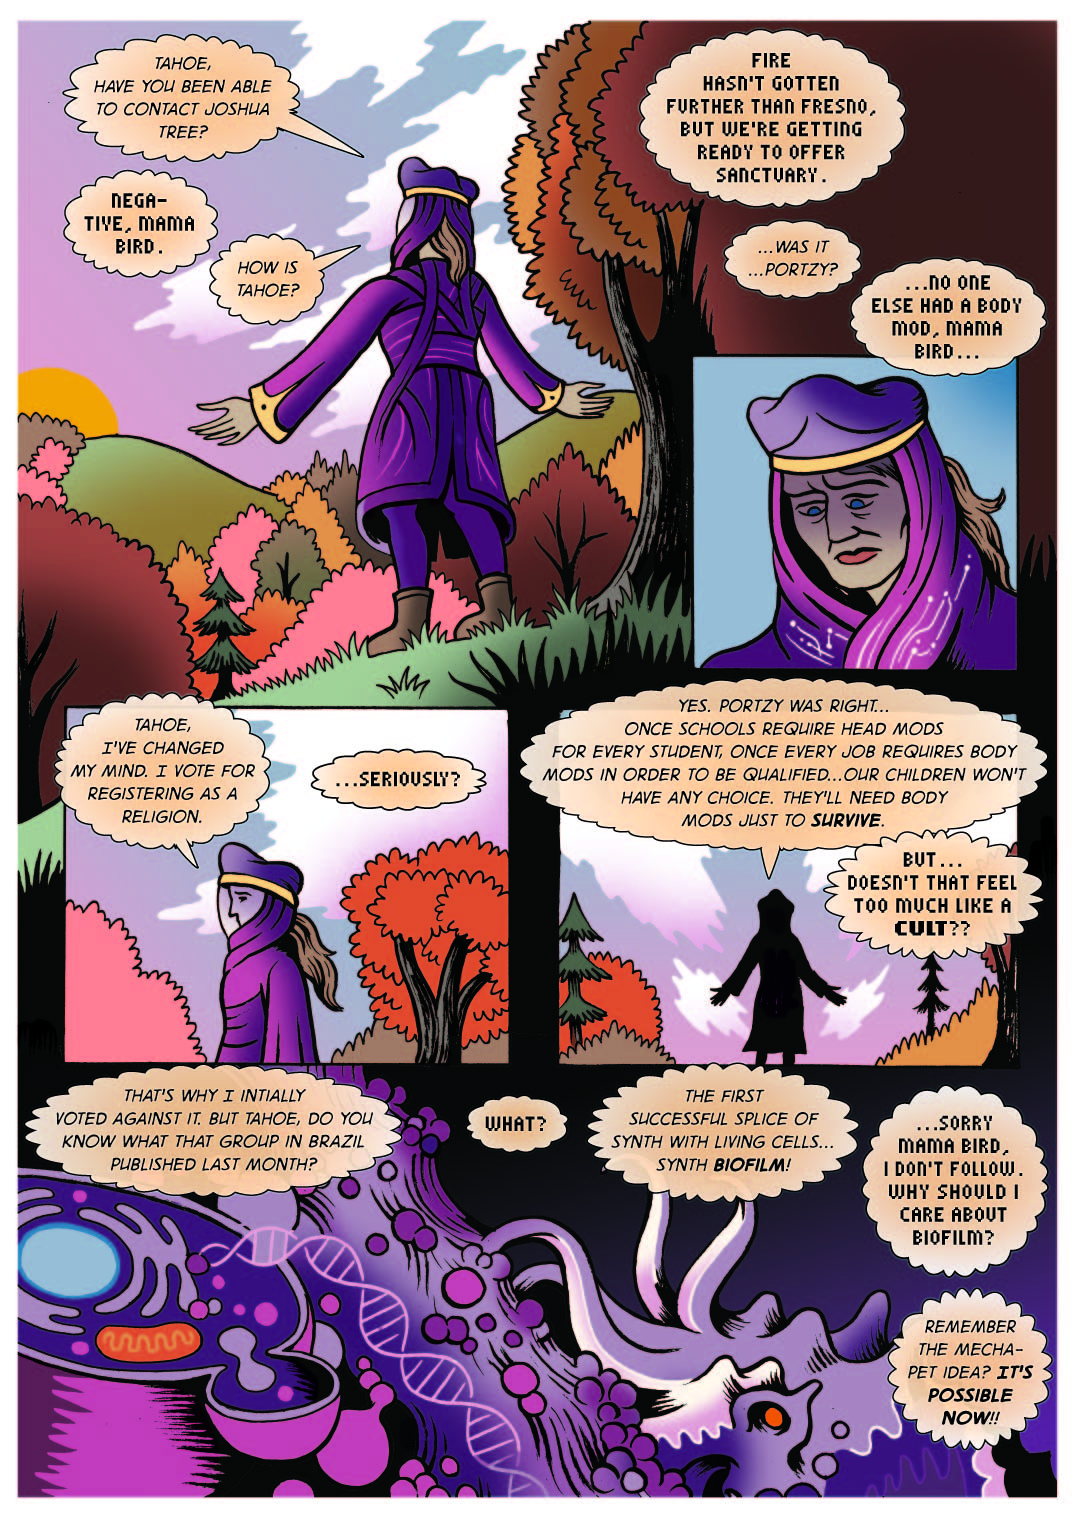 TAHOE,
HAVE YOU BEEN ABLE
TO CONTACT JOSHUA
TREE?
NEGA-
TIVE, MAMA
BIRD.
HOW IS
TAHOE?
FIRE
HASN'T GOTTEN
FURTHER THAN FRESNO,
BUT WE'RE GETTING
READY TO OFFER
SANCTUARY.
...WAS IT
...PORTZY?
...NO ONE
ELSE HAD A BODY
MOD, MAMA
BIRD...
TAHOE,
I'VE CHANGED
MY MIND. I VOTE FOR
REGISTERING AS A
RELIGION.
...SERIOUSLY?
YES. PORTZY WAS RIGHT...
ONCE SCHOOLS REQUIRE HEAD MODS
FOR EVERY STUDENT, ONCE EVERY JOB REQUIRES BODY
MODS IN ORDER TO BE QUALIFIED...OUR CHILDREN WON'T
HAVE ANY CHOICE. THEY'LL NEED BODY
MODS JUST TO SURVIVE.
BUT...
DOESN'T THAT FEEL
TOO MUCH LIKE A
CULT??
THAT'S WHY I INTIALLY
VOTED AGAINST IT. BUT TAHOE, DO YOU
KNOW WHAT THAT GROUP IN BRAZIL
PUBLISHED LAST MONTH?
WHAT?
THE FIRST
SUCCESSFUL SPLICE OF
SYNTH WITH LIVING CELLS...
SYNTH BIOFILM!
...SORRY
MAMA BIRD,
I DON'T FOLLOW.
WHY SHOULD I
CARE ABOUT
BIOFILM?
REMEMBER
THE MECHA-
PET IDEA? IT'S
POSSIBLE
NOW!!